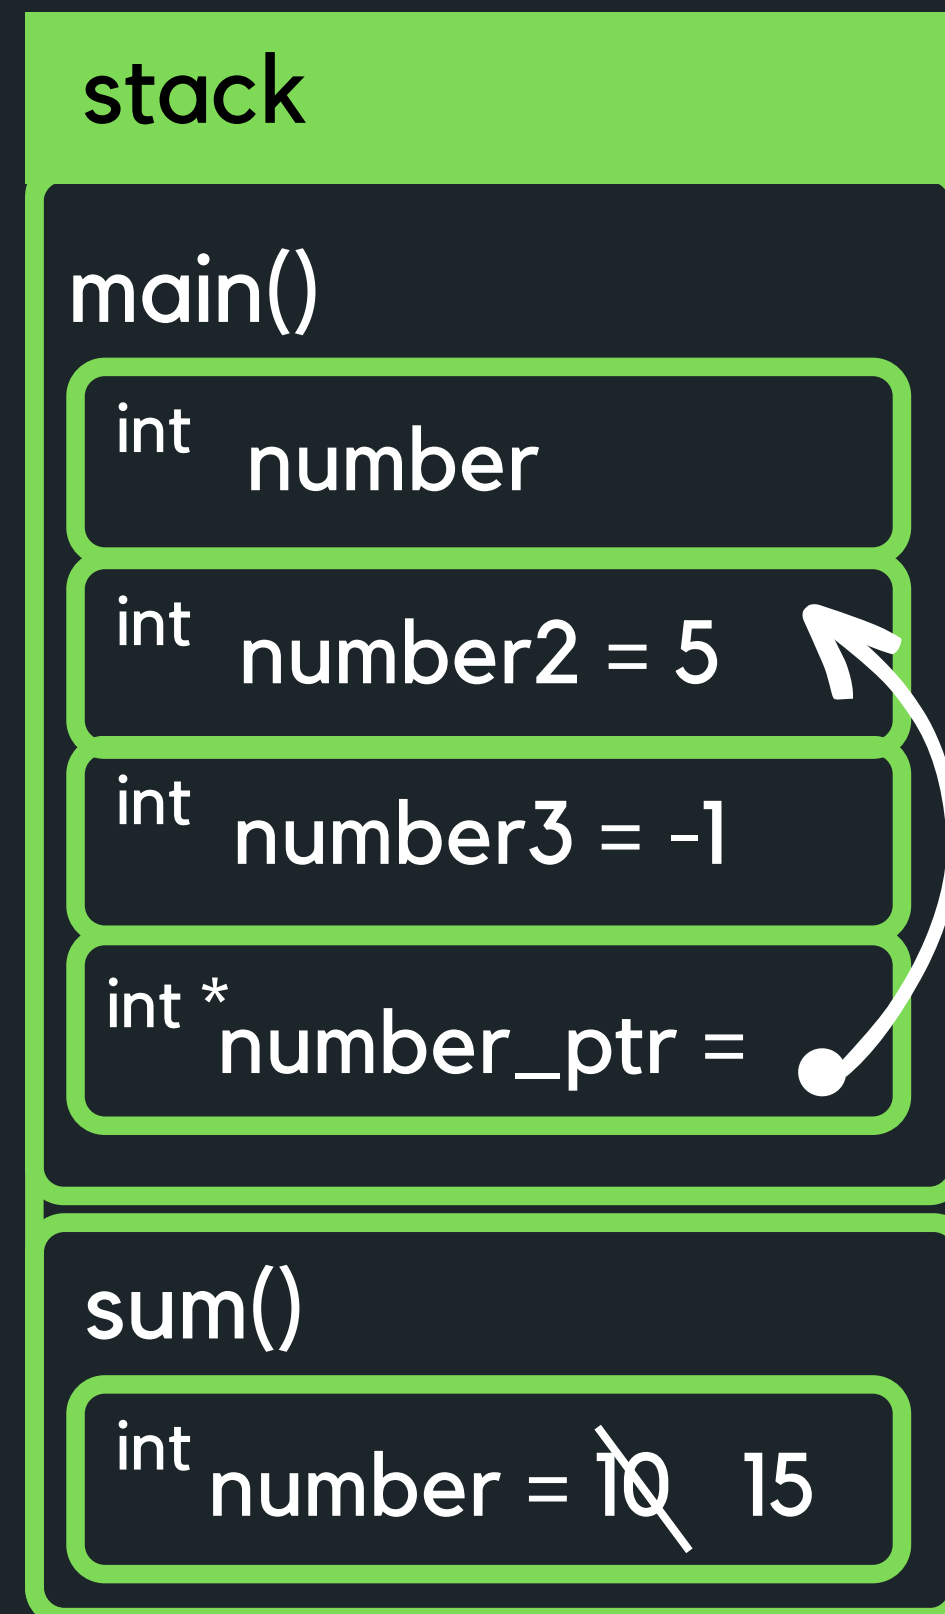 stack
main()
int number
int number2 = 5
int number3 = -1
int * number_ptr =
sum()
int number = 10 15